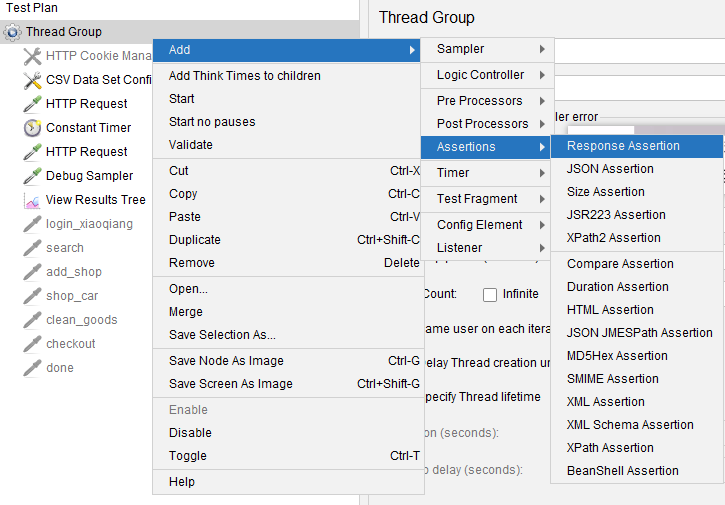 Test Plan
Thread Group
HTTP Cookie Mana
CSV Data Set Confi
HTTP Request
Constant Timer
HTTP Request
Debug Sampler
View Results Tree
login_xiaoqiang
search
add_shop
shop_car
clean_goods
checkout
done
Add
Add Think Times to children
Start
Start no pauses
Validate
Cut Ctrl-X
Copy Ctrl-C
Paste Ctrl-V
Duplicate Ctrl+Shift-C
Remove Delete
Open...
Merge
Save Selection As...
Save Node As Image Ctrl-G
Save Screen As Image Ctrl+Shift-G
Enable
Disable
Toggle Ctrl-T
Help
Thread Group
Sampler
Logic Controller
Pre Processors
Post Processors
Assertions
Timer
Test Fragment
Config Element
Listener
ler error
Response Assertion
JSON Assertion
Size Assertion
JSR223 Assertion
XPath2 Assertion
Compare Assertion
Duration Assertion
HTML Assertion
JSON JMESPath Assertion
MD5Hex Assertion
SMIME Assertion
XML Assertion
XML Schema Assertion
XPath Assertion
BeanShell Assertion
Count: Infinite
ame user on each itera
elay Thread creation un
ecify Thread lifetime
on (seconds):
p delay (seconds):